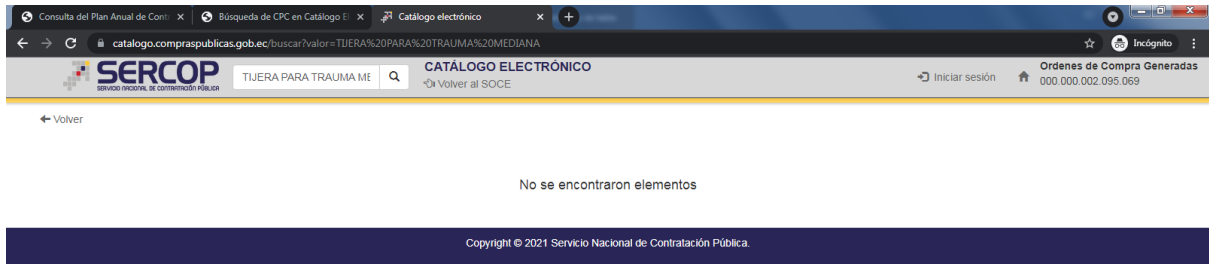 Consulta del Plan Anual de Contr
Búsqueda de CPC en Catálogo El
Catálogo electrónico
catalogo.compraspublicas.gob.ec/buscar?valor=TIJERA%20PARA%20TRAUMA%20MEDIANA
Incógnito
SERCOP
SERVICIO NACIONAL DE CONTRATACIÓN PÚBLICA
TIJERA PARA TRAUMA ME
CATÁLOGO ELECTRÓNICO
Volver al SOCE
Iniciar sesión
Ordenes de Compra Generadas
000.000.002.095.069
Volver
No se encontraron elementos
Copyright © 2021 Servicio Nacional de Contratación Pública.